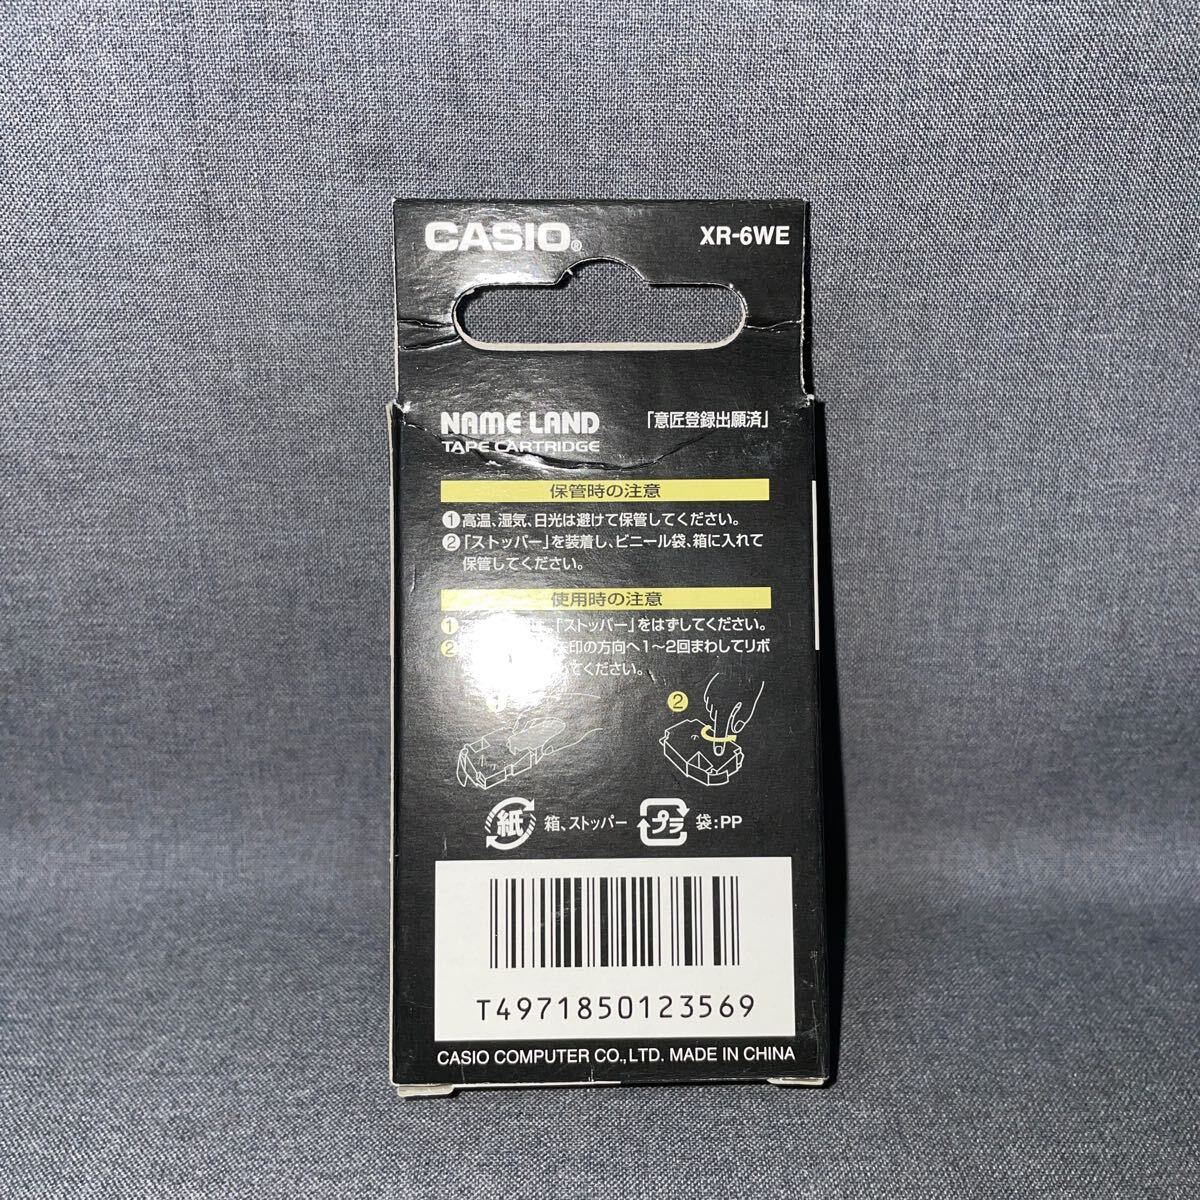 CASIO®
XR-6WE
NAME LAND
「意匠登録出願済」
TAPE CARTRIDGE
保管時の注意
① 高温、湿気、日光は避けて保管してください。
② 「ストッパー」を装着し、ビニール袋、箱に入れて
保管してください。
使用時の注意
① 「ストッパー」をはずしてください。
② 矢印の方向へ1〜2回まわしてリボ
てください。
②
紙 箱、ストッパー
プラ 袋:PP
T4971850123569
CASIO COMPUTER CO.,LTD. MADE IN CHINA